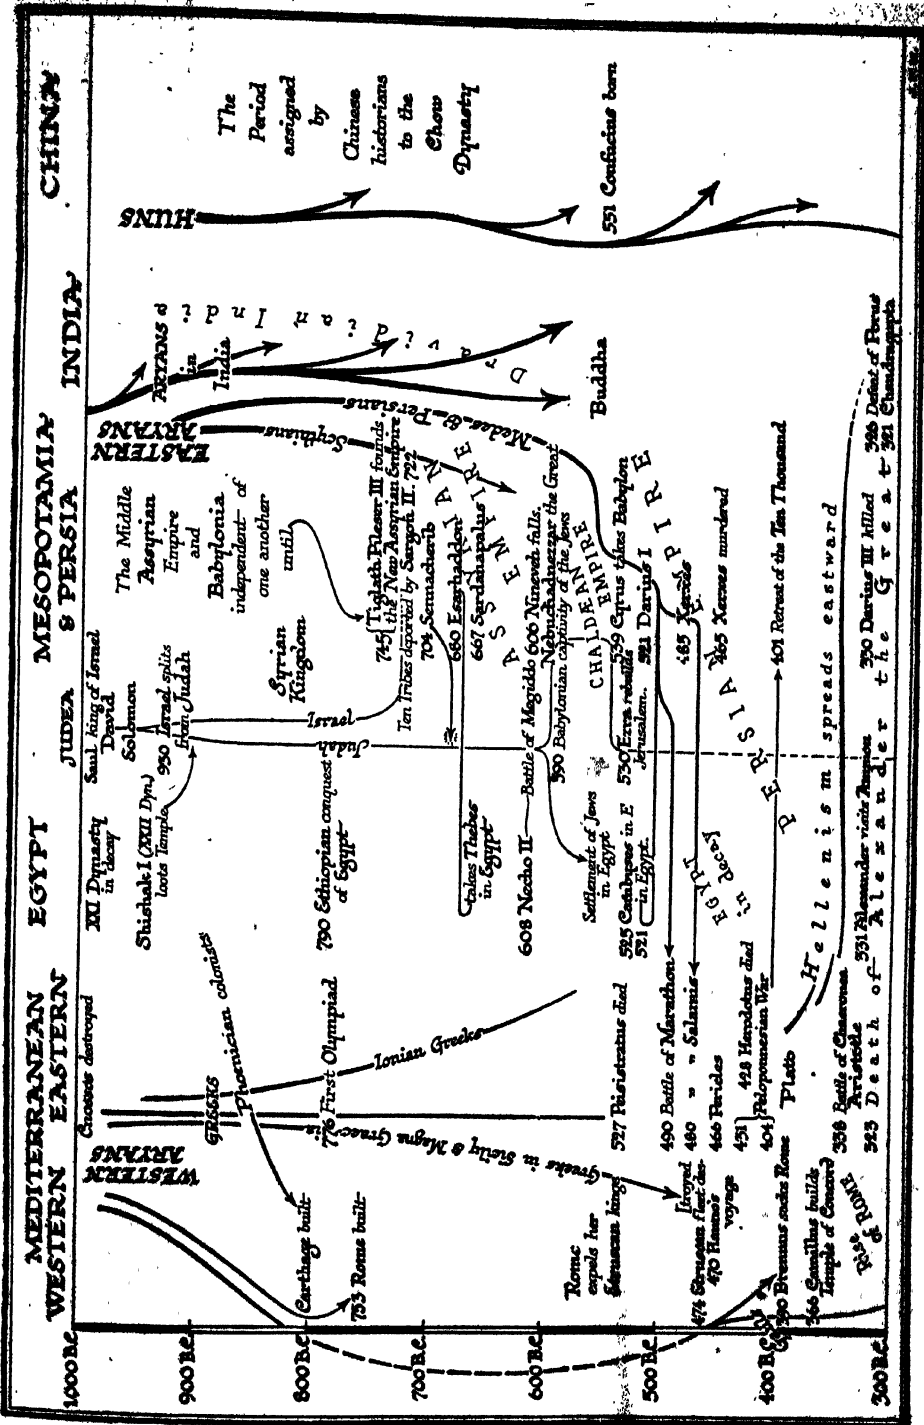 MEDITERRANEAN
WESTERN EASTERN
EGYPT
JUDEA
MESOPOTAMIA
& PERSIA
INDIA
CHINA
1,000 B.C.
900 B.C.
800 B.C.
700 B.C.
600 B.C.
500 B.C.
400 B.C.
300 B.C.
WESTERN
ARYANS
Carthage built
753 Rome built
Rome
expels her
Etruscan kings
474 Etruscan fleet des-
[troyed
470 Hanno's
voyage
390 Brennus sacks Rome
366 Camillus builds
Temple of Concord
Rise of ROME
Cnossos destroyed
GREEKS
Phoenician colonists
776 First Olympiad
Ionian Greeks
Greeks in Sicily & Magna Graecia
527 Peisistratus died
490 Battle of Marathon
480 " " Salamis
466 Pericles
428 Herodotus died
431
404 Peloponnesian War
Plato
Hellenism spreads eastward
338 Battle of Chaeronea
Aristotle
323 Death of Alexander the Great
XXI Dynasty
in decay
Shishak I (XXII Dyn.)
loots Temple
790 Ethiopian conquest
of Egypt
takes Thebes
in Egypt
608 Necho II
Battle of Megiddo
Settlement of Jews
in Egypt
525 Cambyses in E
521 in Egypt.
EGYPT
in decay
331 Alexander visits Ammon
Saul king of Israel
David
Solomon
930 Israel splits
from Judah
Israel
Judah
Syrian
Kingdom
The Middle
Assyrian
Empire
and
Babylonia
independent of
one another
until
745 Tiglath Pileser III founds
the New Assyrian Empire
Ten Tribes deported by Sargon II. 722
704 Sennacherib
680 Esarhaddon
667 Sardanapalus
ASSYRIAN
EMPIRE
606 Nineveh falls.
Nebuchadnezzar the Great
590 Babylonian captivity of the Jews
CHALDEAN
EMPIRE
539 Cyrus takes Babylon
530 Ezra rebuilds
Jerusalem.
521 Darius I
485 Xerxes
465 Xerxes murdered
PERSIAN EMPIRE
401 Retreat of the Ten Thousand
330 Darius III killed
EASTERN
ARYANS
Scythians
Medes & Persians
ARYANS
in
India
Dravidian Indians
Buddha
326 Defeat of Porus
321 Chandragupta
HUNS
The
Period
assigned
by
Chinese
historians
to the
Chow
Dynasty
551 Confucius born